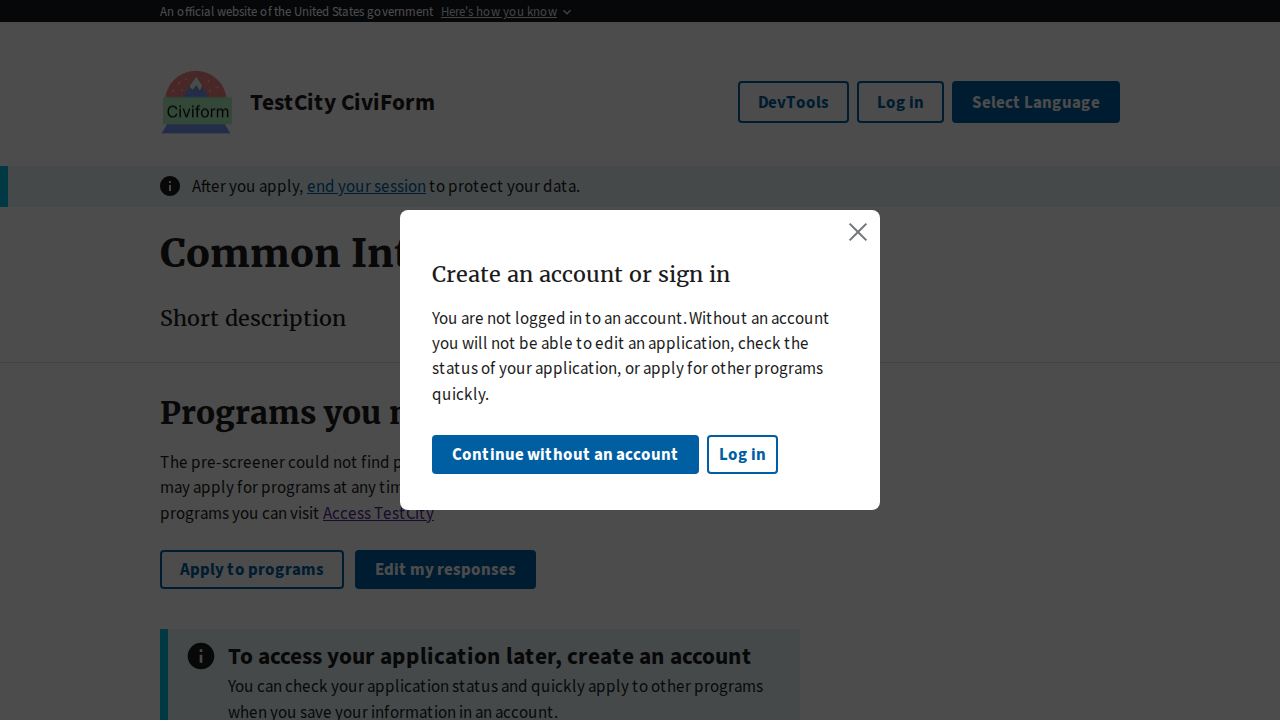 An official website of the United States government Here's how you know
Civiform
TestCity CiviForm
DevTools
Log in
Select Language
After you apply, end your session to protect your data.
Common Int
Short description
Create an account or sign in
You are not logged in to an account. Without an account
you will not be able to edit an application, check the
status of your application, or apply for other programs
quickly.
Continue without an account
Log in
Programs you
The pre-screener could not find
may apply for programs at any
programs you can visit Access TestCity
Apply to programs
Edit my responses
To access your application later, create an account
You can check your application status and quickly apply to other programs
when you save your information in an account.